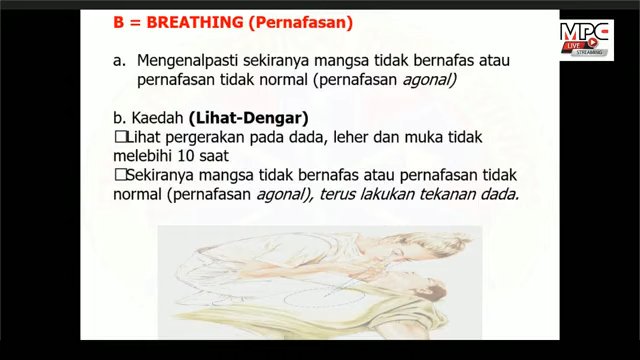 B = BREATHING (Pernafasan)
MPC
LIVE
STREAMING
a. Mengenalpasti sekiranya mangsa tidak bernafas atau
pernafasan tidak normal (pernafasan agonal)
b. Kaedah (Lihat-Dengar)
□Lihat pergerakan pada dada, leher dan muka tidak
melebihi 10 saat
□Sekiranya mangsa tidak bernafas atau pernafasan tidak
normal (pernafasan agonal), terus lakukan tekanan dada.